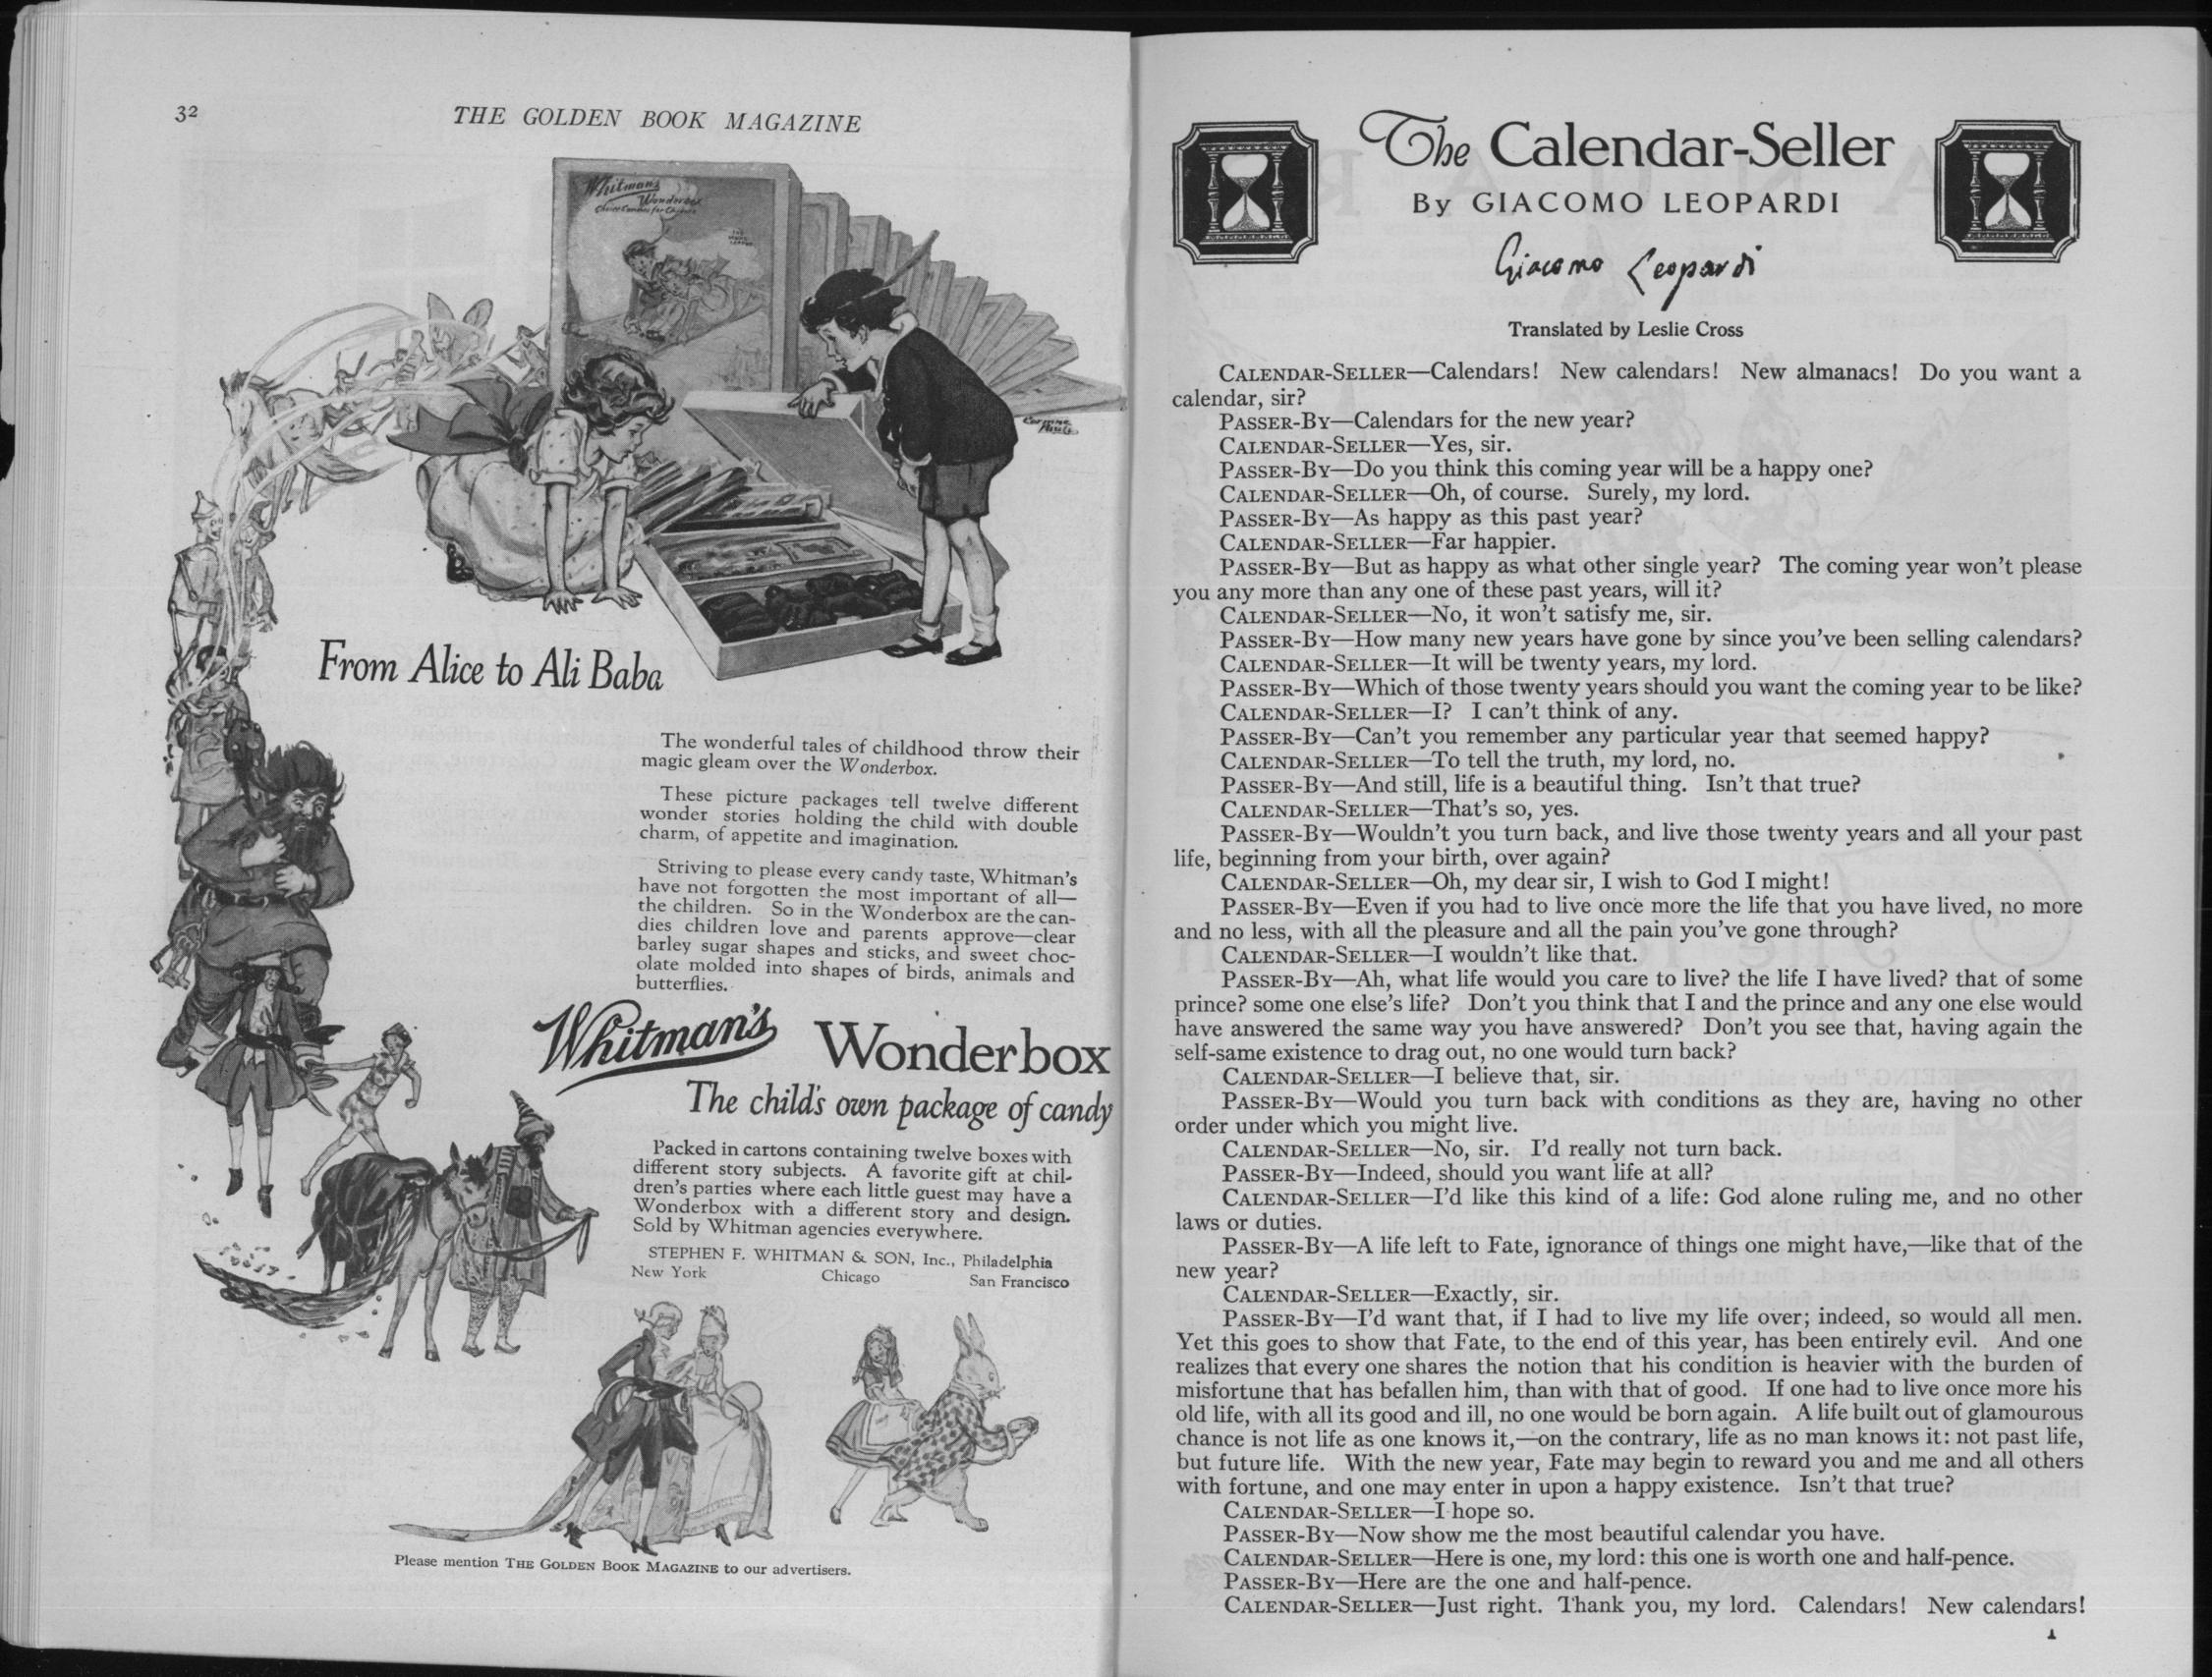 32
THE GOLDEN BOOK MAGAZINE
Whitman's
Wonderbox
From Alice to Ali Baba
The wonderful tales of childhood throw their
magic gleam over the Wonderbox.
These picture packages tell twelve different
wonder stories holding the child with double
charm, of appetite and imagination.
Striving to please every candy taste, Whitman's
have not forgotten the most important of all—
the children. So in the Wonderbox are the can-
dies children love and parents approve—clear
barley sugar shapes and sticks, and sweet choc-
olate molded into shapes of birds, animals and
butterflies.
Whitman's Wonderbox
The child's own package of candy
Packed in cartons containing twelve boxes with
different story subjects. A favorite gift at chil-
dren's parties where each little guest may have a
Wonderbox with a different story and design.
Sold by Whitman agencies everywhere.
STEPHEN F. WHITMAN & SON, Inc., Philadelphia
New York Chicago San Francisco
Please mention THE GOLDEN BOOK MAGAZINE to our advertisers.
The Calendar-Seller
By GIACOMO LEOPARDI
Giacomo Leopardi
Translated by Leslie Cross
CALENDAR-SELLER—Calendars! New calendars! New almanacs! Do you want a
calendar, sir?
PASSER-BY—Calendars for the new year?
CALENDAR-SELLER—Yes, sir.
PASSER-BY—Do you think this coming year will be a happy one?
CALENDAR-SELLER—Oh, of course. Surely, my lord.
PASSER-BY—As happy as this past year?
CALENDAR-SELLER—Far happier.
PASSER-BY—But as happy as what other single year? The coming year won't please
you any more than any one of these past years, will it?
CALENDAR-SELLER—No, it won't satisfy me, sir.
PASSER-BY—How many new years have gone by since you've been selling calendars?
CALENDAR-SELLER—It will be twenty years, my lord.
PASSER-BY—Which of those twenty years should you want the coming year to be like?
CALENDAR-SELLER—I? I can't think of any.
PASSER-BY—Can't you remember any particular year that seemed happy?
CALENDAR-SELLER—To tell the truth, my lord, no.
PASSER-BY—And still, life is a beautiful thing. Isn't that true?
CALENDAR-SELLER—That's so, yes.
PASSER-BY—Wouldn't you turn back, and live those twenty years and all your past
life, beginning from your birth, over again?
CALENDAR-SELLER—Oh, my dear sir, I wish to God I might!
PASSER-BY—Even if you had to live once more the life that you have lived, no more
and no less, with all the pleasure and all the pain you've gone through?
CALENDAR-SELLER—I wouldn't like that.
PASSER-BY—Ah, what life would you care to live? the life I have lived? that of some
prince? some one else's life? Don't you think that I and the prince and any one else would
have answered the same way you have answered? Don't you see that, having again the
self-same existence to drag out, no one would turn back?
CALENDAR-SELLER—I believe that, sir.
PASSER-BY—Would you turn back with conditions as they are, having no other
order under which you might live.
CALENDAR-SELLER—No, sir. I'd really not turn back.
PASSER-BY—Indeed, should you want life at all?
CALENDAR-SELLER—I'd like this kind of a life: God alone ruling me, and no other
laws or duties.
PASSER-BY—A life left to Fate, ignorance of things one might have,—like that of the
new year?
CALENDAR-SELLER—Exactly, sir.
PASSER-BY—I'd want that, if I had to live my life over; indeed, so would all men.
Yet this goes to show that Fate, to the end of this year, has been entirely evil. And one
realizes that every one shares the notion that his condition is heavier with the burden of
misfortune that has befallen him, than with that of good. If one had to live once more his
old life, with all its good and ill, no one would be born again. A life built out of glamourous
chance is not life as one knows it,—on the contrary, life as no man knows it: not past life,
but future life. With the new year, Fate may begin to reward you and me and all others
with fortune, and one may enter in upon a happy existence. Isn't that true?
CALENDAR-SELLER—I hope so.
PASSER-BY—Now show me the most beautiful calendar you have.
CALENDAR-SELLER—Here is one, my lord: this one is worth one and half-pence.
PASSER-BY—Here are the one and half-pence.
CALENDAR-SELLER—Just right. Thank you, my lord. Calendars! New calendars!
1